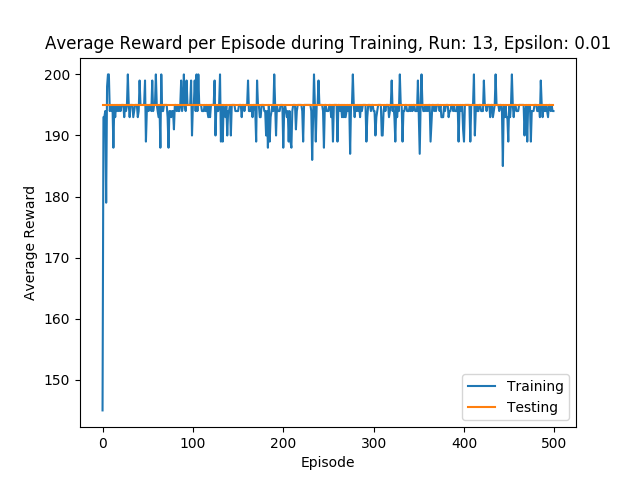 Average Reward per Episode during Training, Run: 13, Epsilon: 0.01
Average Reward
200
190
180
170
160
150
0 100 200 300 400 500
Episode
Training
Testing